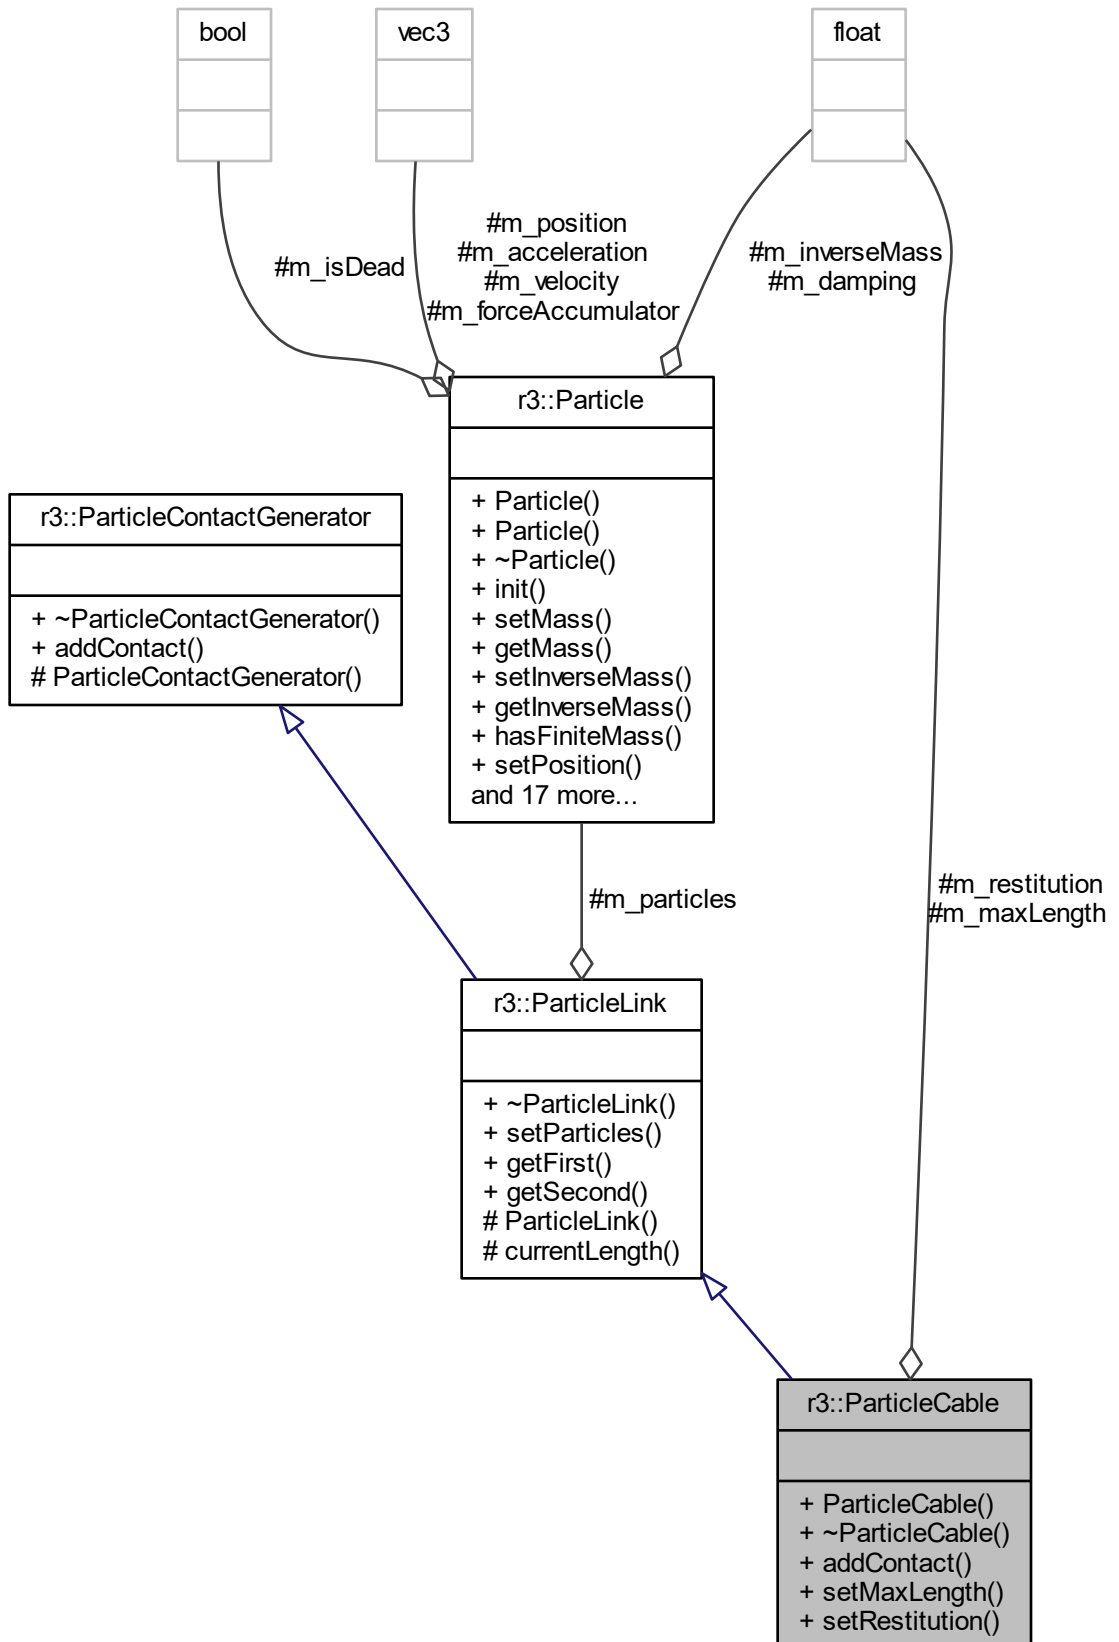 bool
vec3
float
#m_isDead
#m_position
#m_acceleration
#m_velocity
#m_forceAccumulator
#m_inverseMass
#m_damping
r3::Particle
+ Particle()
+ Particle()
+ ~Particle()
+ init()
+ setMass()
+ getMass()
+ setInverseMass()
+ getInverseMass()
+ hasFiniteMass()
+ setPosition()
and 17 more...
r3::ParticleContactGenerator
+ ~ParticleContactGenerator()
+ addContact()
# ParticleContactGenerator()
#m_particles
#m_restitution
#m_maxLength
r3::ParticleLink
+ ~ParticleLink()
+ setParticles()
+ getFirst()
+ getSecond()
# ParticleLink()
# currentLength()
r3::ParticleCable
+ ParticleCable()
+ ~ParticleCable()
+ addContact()
+ setMaxLength()
+ setRestitution()